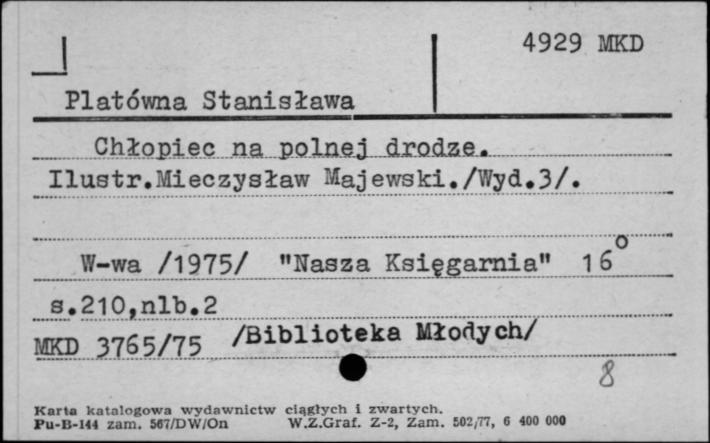 4929 MKD
Platówna Stanisława
Chłopiec na polnej drodze.
Ilustr.Mieczysław Majewski./Wyd.3/.
W-wa /1975/ "Nasza Księgarnia" 16°
s.210,nlb.2
MKD 3765/75 /Biblioteka Młodych/
8
Karta katalogowa wydawnictw ciągłych i zwartych.
Pu-B-144 zam. 567/DW/On W.Z.Graf. Z-2, Zam. 502/77, 6 400 000